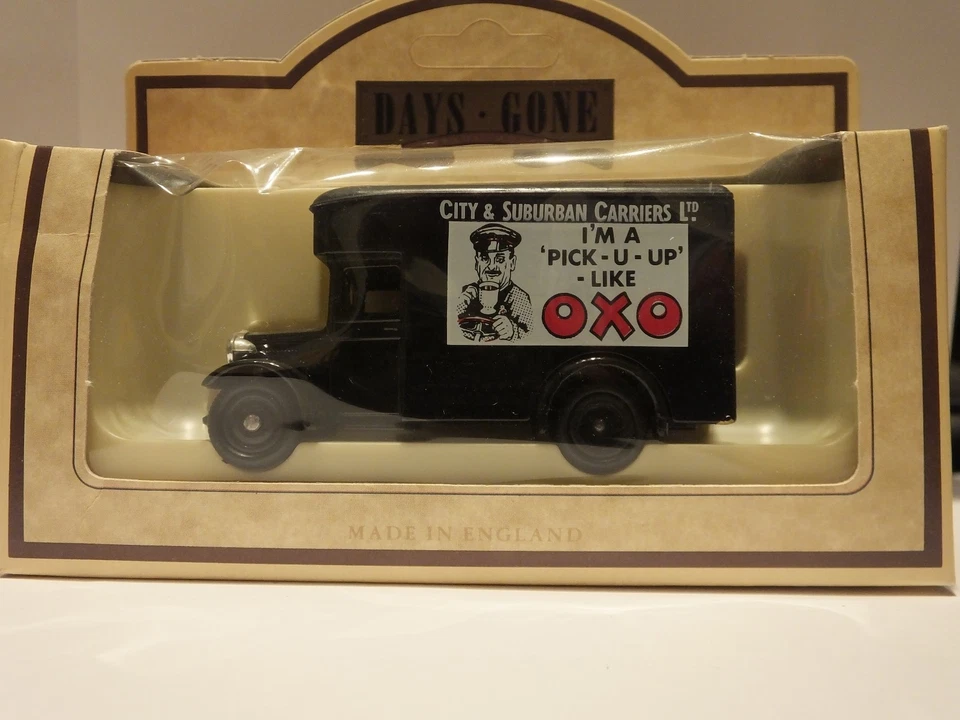 DAYS · GONE
CITY & SUBURBAN CARRIERS LTD.
I'M A
'PICK - U - UP'
- LIKE
OXO
MADE IN ENGLAND